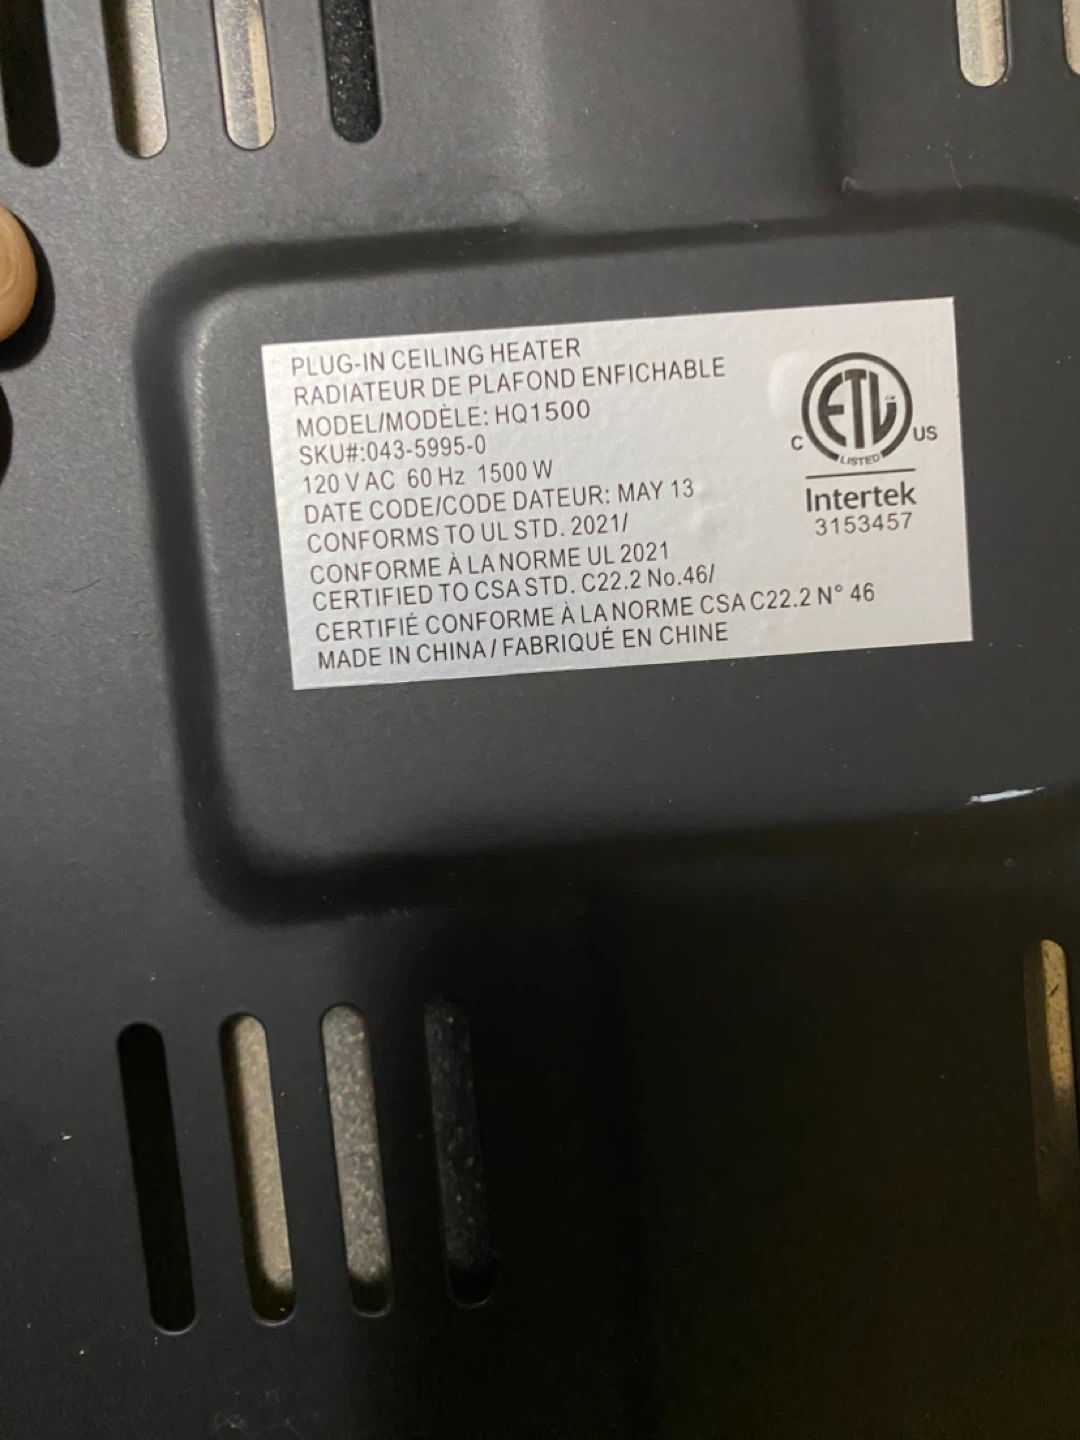 PLUG-IN CEILING HEATER
RADIATEUR DE PLAFOND ENFICHABLE
MODEL/MODÈLE: HQ1500
SKU#:043-5995-0
120 V AC 60 Hz 1500 W
DATE CODE/CODE DATEUR: MAY 13
CONFORMS TO UL STD. 2021/
CONFORME À LA NORME UL 2021
CERTIFIED TO CSA STD. C22.2 No.46/
CERTIFIÉ CONFORME À LA NORME CSA C22.2 N° 46
MADE IN CHINA / FABRIQUÉ EN CHINE
ETL
C US
LISTED
Intertek
3153457